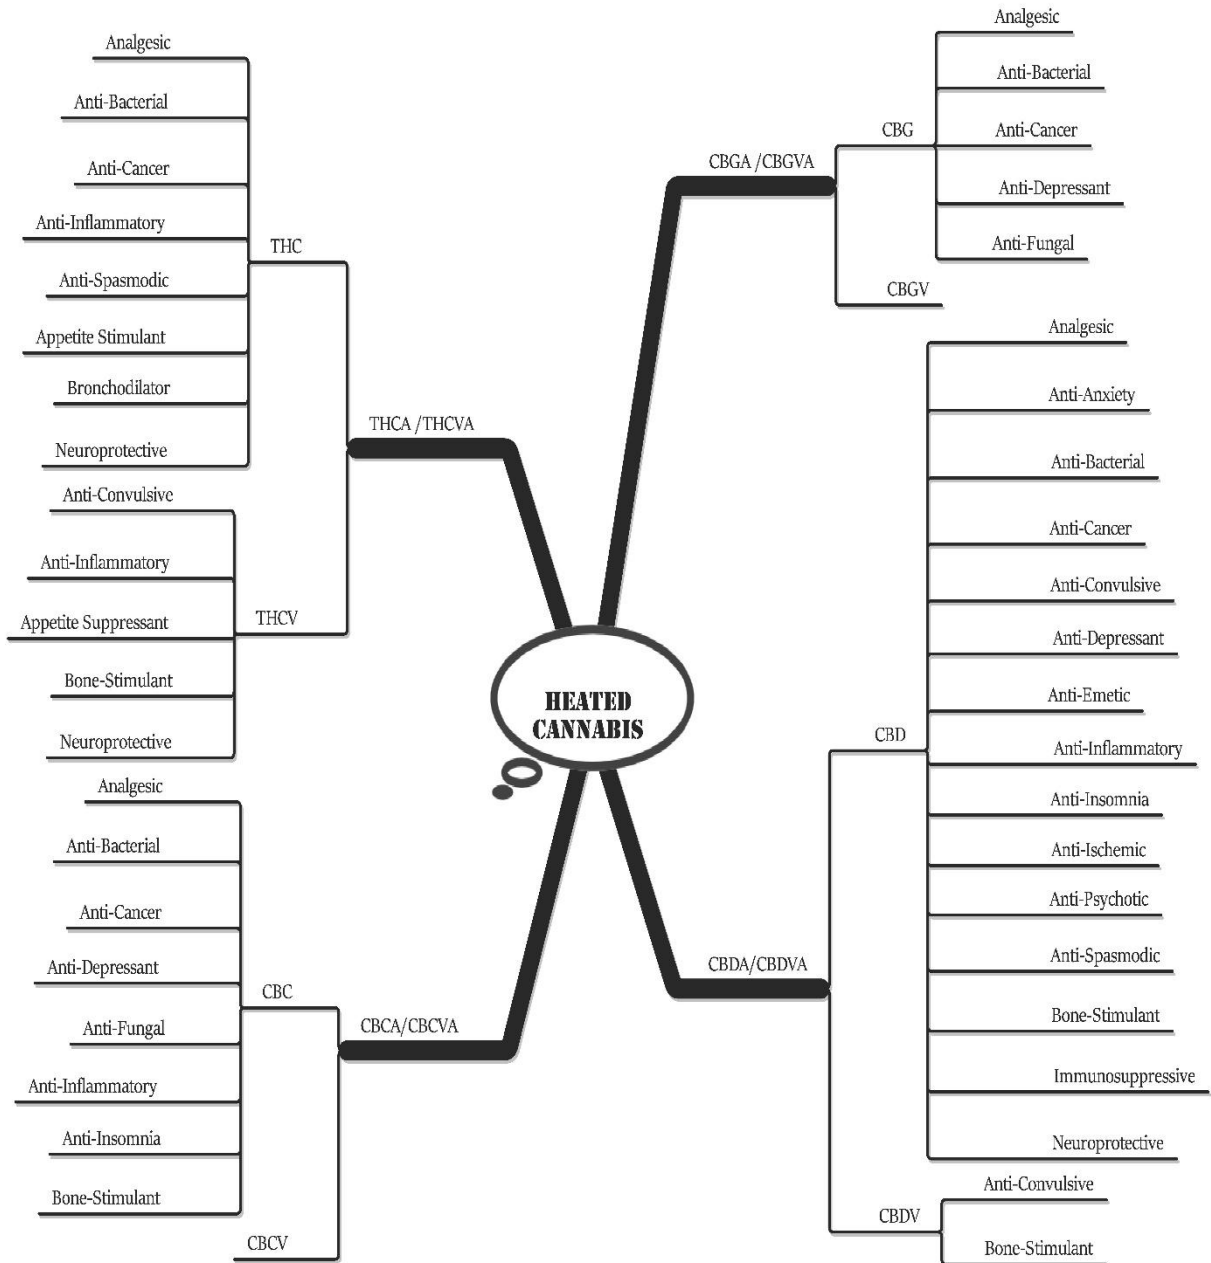 Analgesic
Anti-Bacterial
Anti-Cancer
Anti-Inflammatory
Anti-Spasmodic
Appetite Stimulant
Bronchodilator
Neuroprotective
THC
Anti-Convulsive
Anti-Inflammatory
Appetite Suppressant
Bone-Stimulant
Neuroprotective
THCV
THCA /THCVA
Analgesic
Anti-Bacterial
Anti-Cancer
Anti-Depressant
Anti-Fungal
Anti-Inflammatory
Anti-Insomnia
Bone-Stimulant
CBC
CBCV
CBCA/CBCVA
HEATED
CANNABIS
CBGA /CBGVA
CBG
Analgesic
Anti-Bacterial
Anti-Cancer
Anti-Depressant
Anti-Fungal
CBGV
CBDA/CBDVA
CBD
Analgesic
Anti-Anxiety
Anti-Bacterial
Anti-Cancer
Anti-Convulsive
Anti-Depressant
Anti-Emetic
Anti-Inflammatory
Anti-Insomnia
Anti-Ischemic
Anti-Psychotic
Anti-Spasmodic
Bone-Stimulant
Immunosuppressive
Neuroprotective
CBDV
Anti-Convulsive
Bone-Stimulant